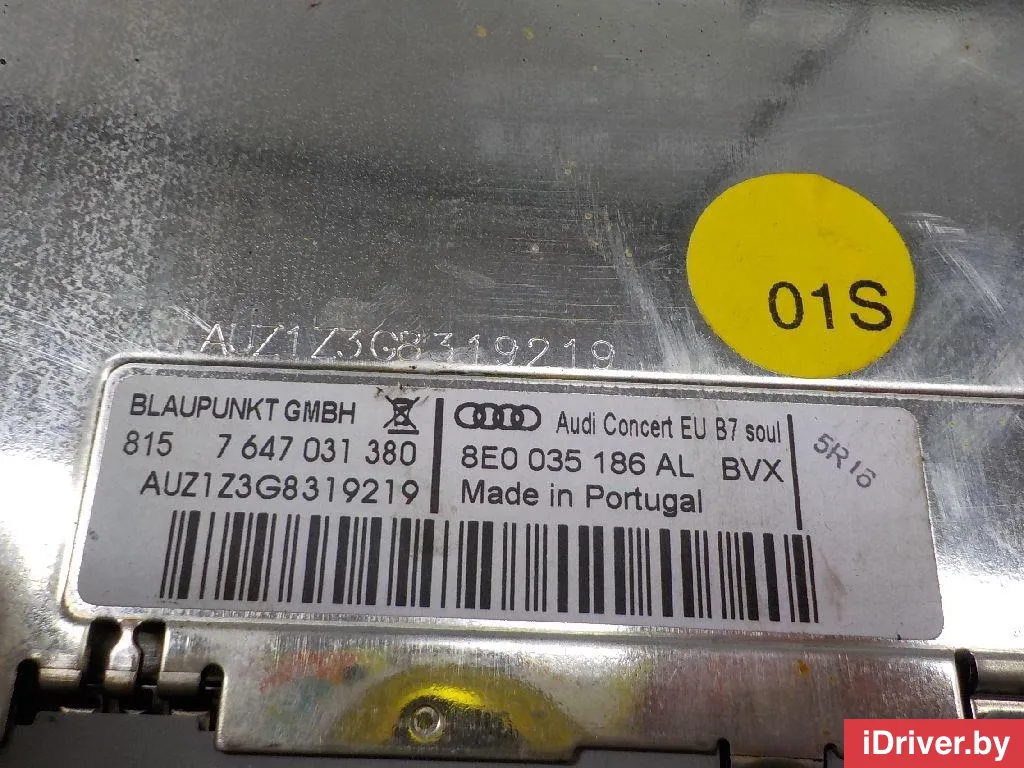 01S
AUZ1Z3G8319219
BLAUPUNKT GMBH
815 7 647 031 380
AUZ1Z3G8319219
Audi Concert EU B7 soul
8E0 035 186 AL BVX
Made in Portugal
5R16
iDriver.by